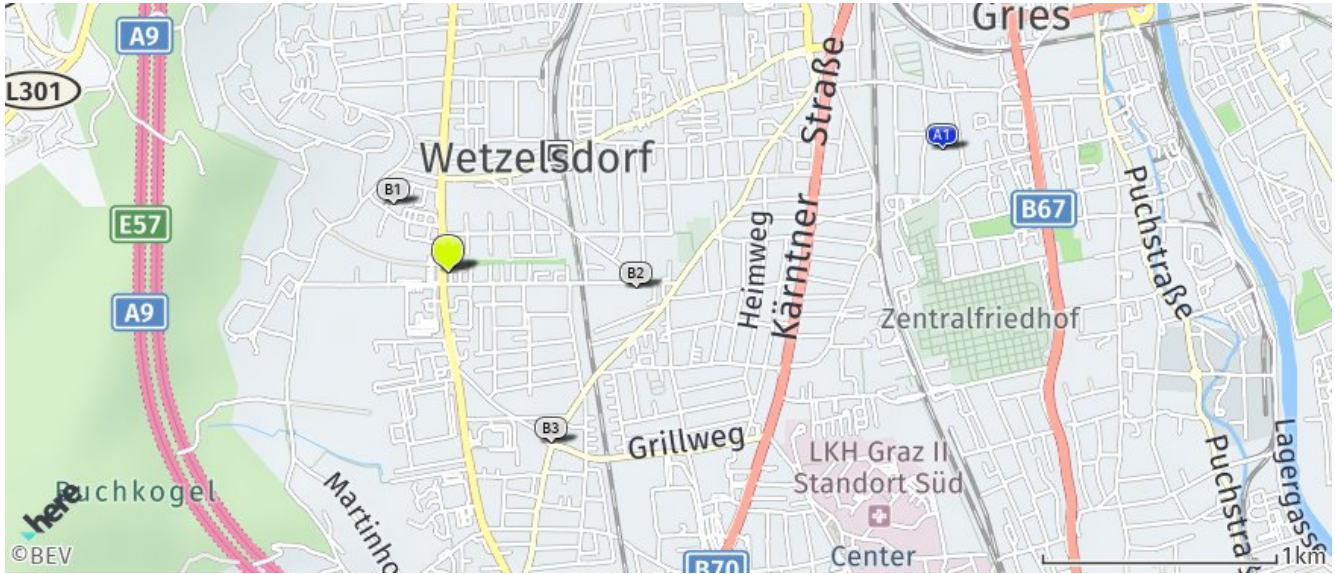 Gries
A9
L301
A1
Wetzelsdorf
B1
Straße
E57
B67
Puchstraße
B2
Heimweg
Kärntner
A9
Zentralfriedhof
B3
Grillweg
LKH Graz II
Standort Süd
Puchkogel
Martinho
Puchstraß
Lagergasse
here
©BEV
B70
Center
1km